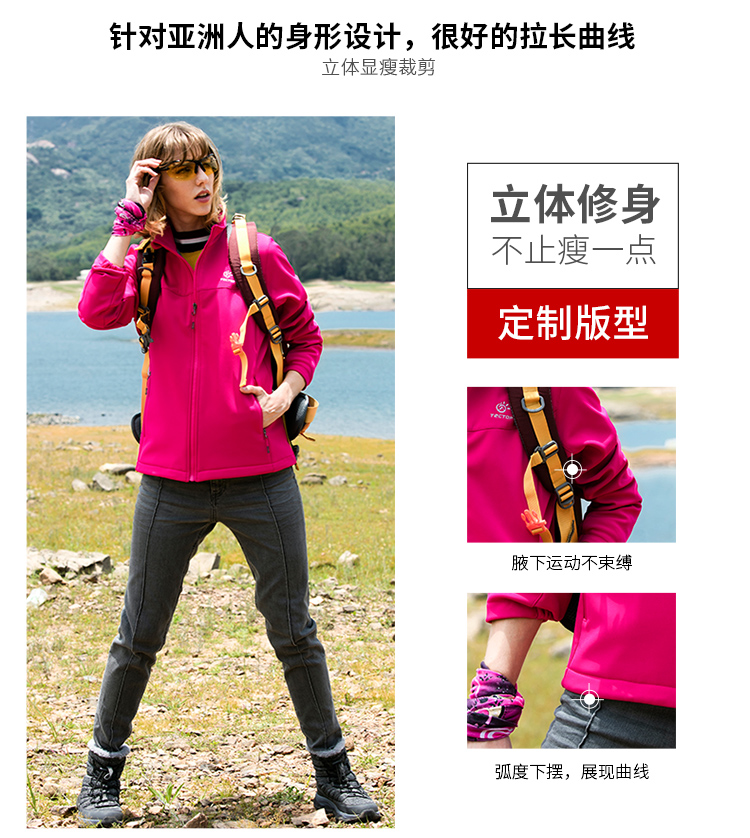 针对亚洲人的身形设计，很好的拉长曲线
立体显瘦裁剪
立体修身
不止瘦一点
定制版型
腋下运动不束缚
弧度下摆，展现曲线